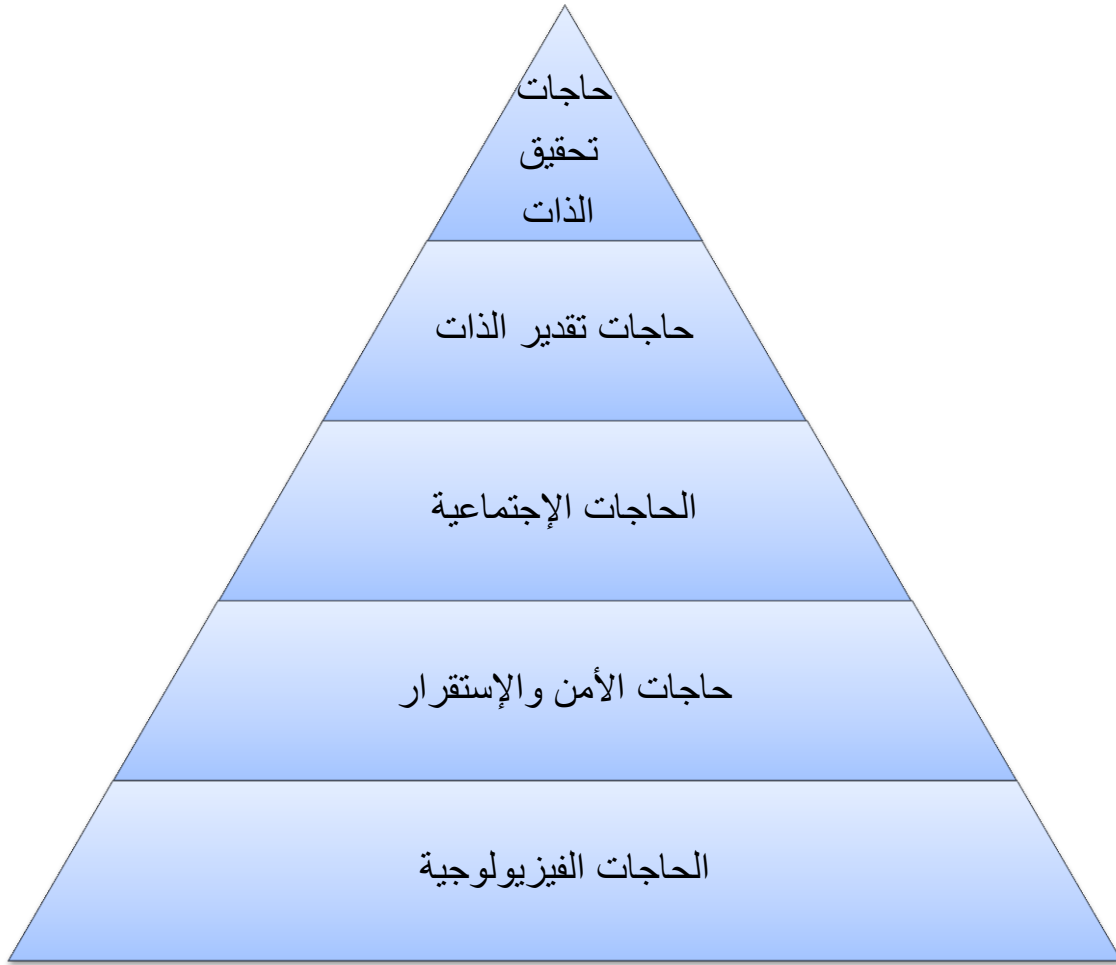 حاجات
تحقيق
الذات
حاجات تقدير الذات
الحاجات الإجتماعية
حاجات الأمن والإستقرار
الحاجات الفيزيولوجية